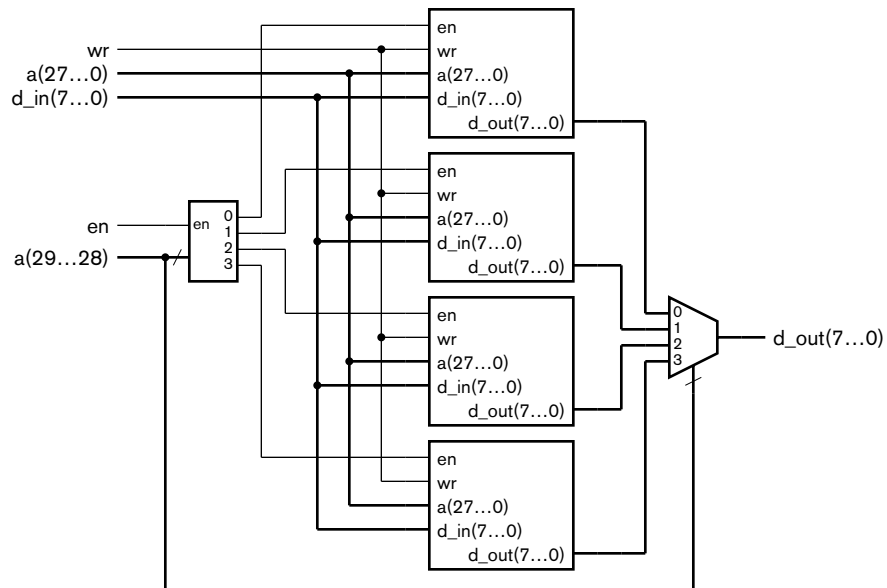 en
wr
a(27...0)
d_in(7...0)
d_out(7...0)
wr
a(27...0)
d_in(7...0)
en
wr
a(27...0)
d_in(7...0)
d_out(7...0)
en
a(29...28)
en
0
1
2
3
en
wr
a(27...0)
d_in(7...0)
d_out(7...0)
0
1
2
3
d_out(7...0)
en
wr
a(27...0)
d_in(7...0)
d_out(7...0)